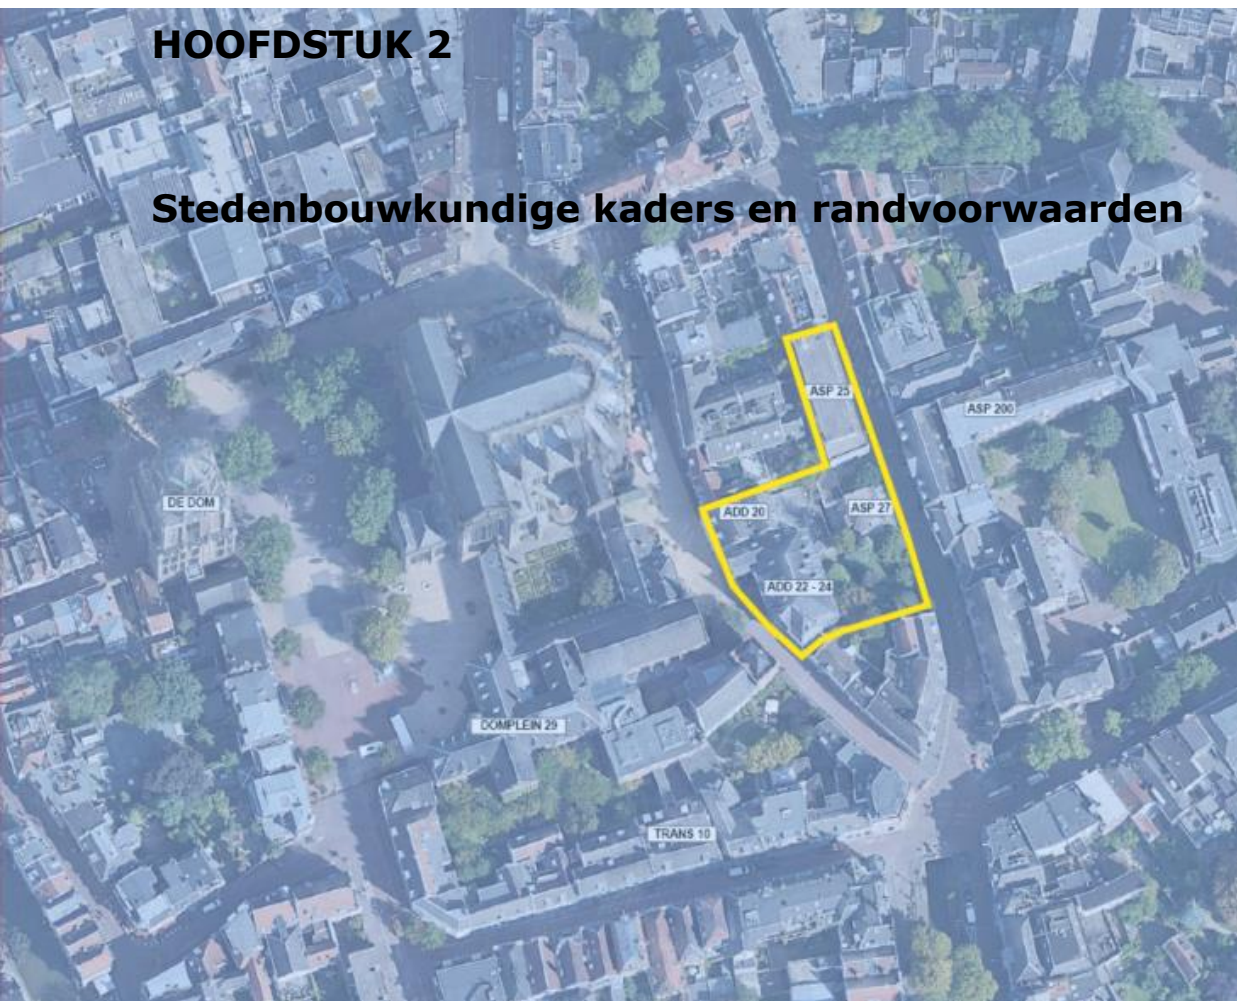 HOOFDSTUK 2
Stedenbouwkundige kaders en randvoorwaarden
ASP 25
ASP 200
DE DOM
ADD 20
ASP 27
ADD 22 - 24
DOMPLEIN 29
TRANS 10